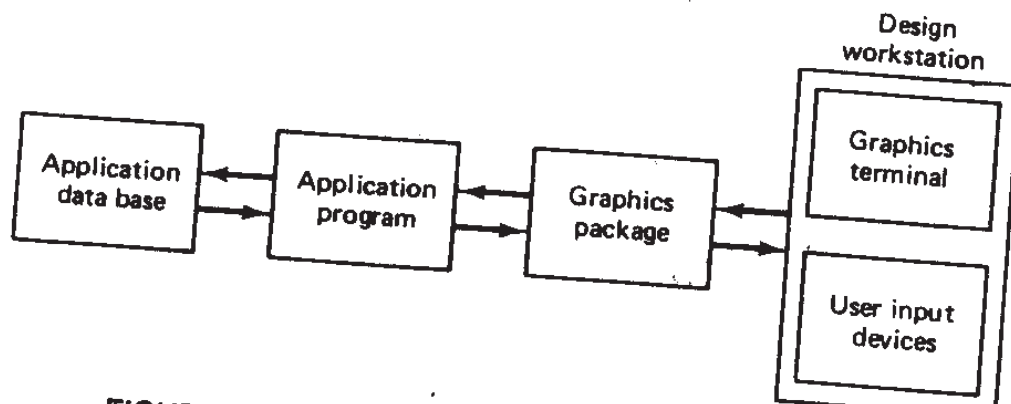 Design
workstation
Application
data base
Application
program
Graphics
package
Graphics
terminal
User input
devices